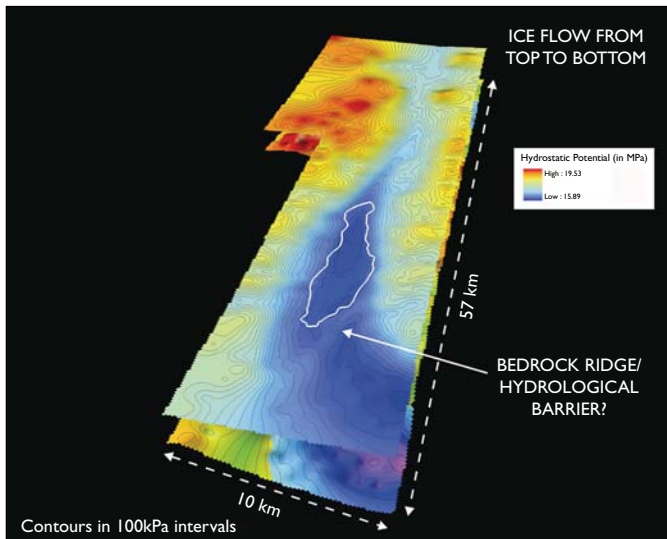 ICE FLOW FROM
TOP TO BOTTOM
Hydrostatic Potential (in MPa)
High : 19.53
Low : 15.89
57 km
BEDROCK RIDGE/
HYDROLOGICAL
BARRIER?
10 km
Contours in 100kPa intervals